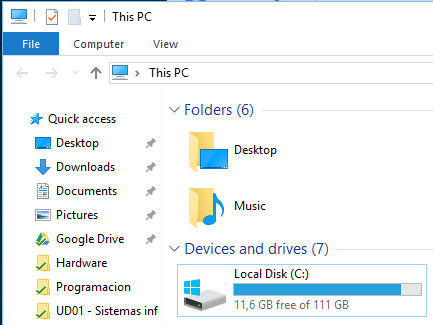 This PC
File Computer View
This PC
Quick access
Desktop
Downloads
Documents
Pictures
Google Drive
Hardware
Programacion
UD01 - Sistemas inf
Folders (6)
Desktop
Music
Devices and drives (7)
Local Disk (C:)
11,6 GB free of 111 GB